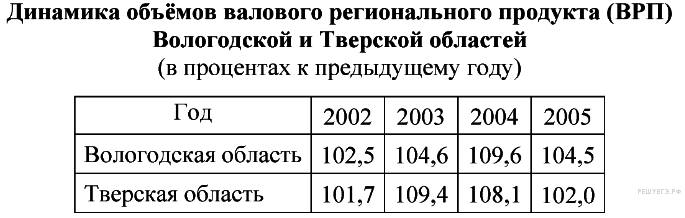 Динамика объёмов валового регионального продукта (ВРП)
Вологодской и Тверской областей
(в процентах к предыдущему году)
Год 2002 2003 2004 2005
Вологодская область 102,5 104,6 109,6 104,5
Тверская область 101,7 109,4 108,1 102,0
РЕШУЕГЭ.РФ